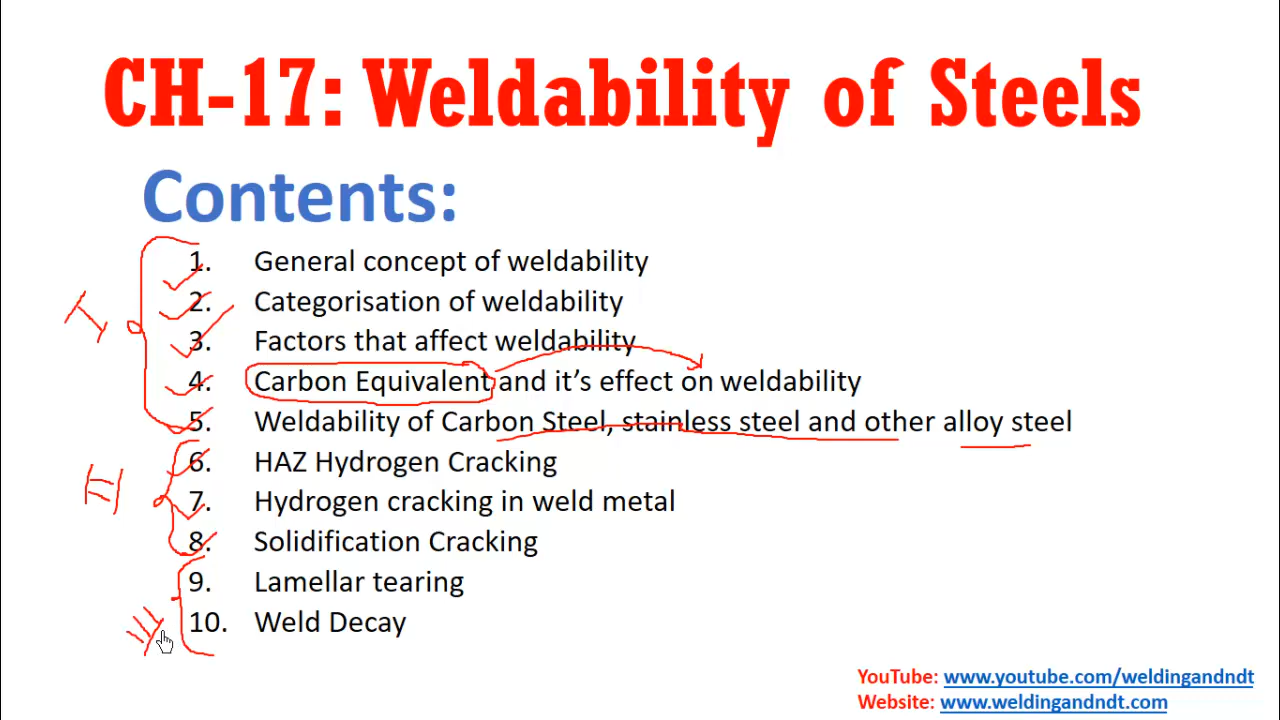 CH-17: Weldability of Steels
Contents:
1. General concept of weldability
2. Categorisation of weldability
3. Factors that affect weldability
4. Carbon Equivalent and it's effect on weldability
5. Weldability of Carbon Steel, stainless steel and other alloy steel
6. HAZ Hydrogen Cracking
7. Hydrogen cracking in weld metal
8. Solidification Cracking
9. Lamellar tearing
10. Weld Decay
I
II
III
YouTube: www.youtube.com/weldingandndt
Website: www.weldingandndt.com